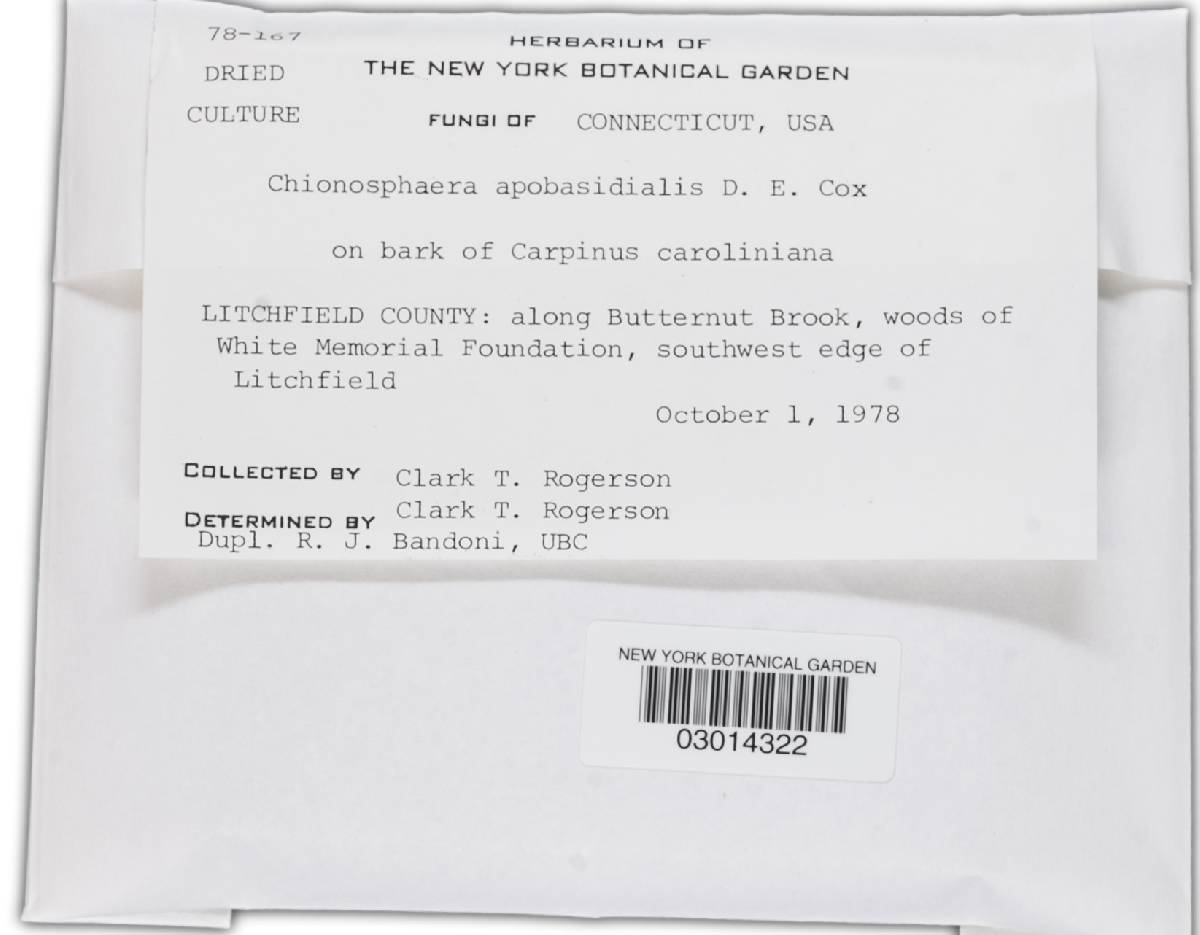 78-167
HERBARIUM OF
DRIED
THE NEW YORK BOTANICAL GARDEN
CULTURE
FUNGI OF CONNECTICUT, USA
Chionosphaera apobasidialis D. E. Cox
on bark of Carpinus caroliniana
LITCHFIELD COUNTY: along Butternut Brook, woods of
White Memorial Foundation, southwest edge of
Litchfield
October 1, 1978
COLLECTED BY Clark T. Rogerson
DETERMINED BY Clark T. Rogerson
Dupl. R. J. Bandoni, UBC
NEW YORK BOTANICAL GARDEN
03014322